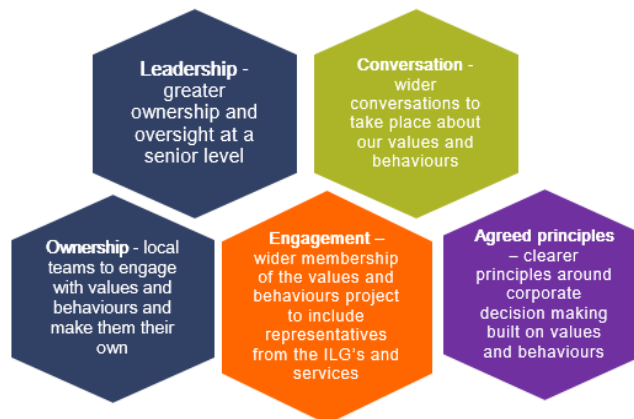 Leadership -
greater
ownership and
oversight at a
senior level
Conversation -
wider
conversations to
take place about
our values and
behaviours
Ownership - local
teams to engage
with values and
behaviours and
make them their
own
Engagement –
wider membership
of the values and
behaviours project
to include
representatives
from the ILG's and
services
Agreed principles
– clearer
principles around
corporate
decision making
built on values
and behaviours